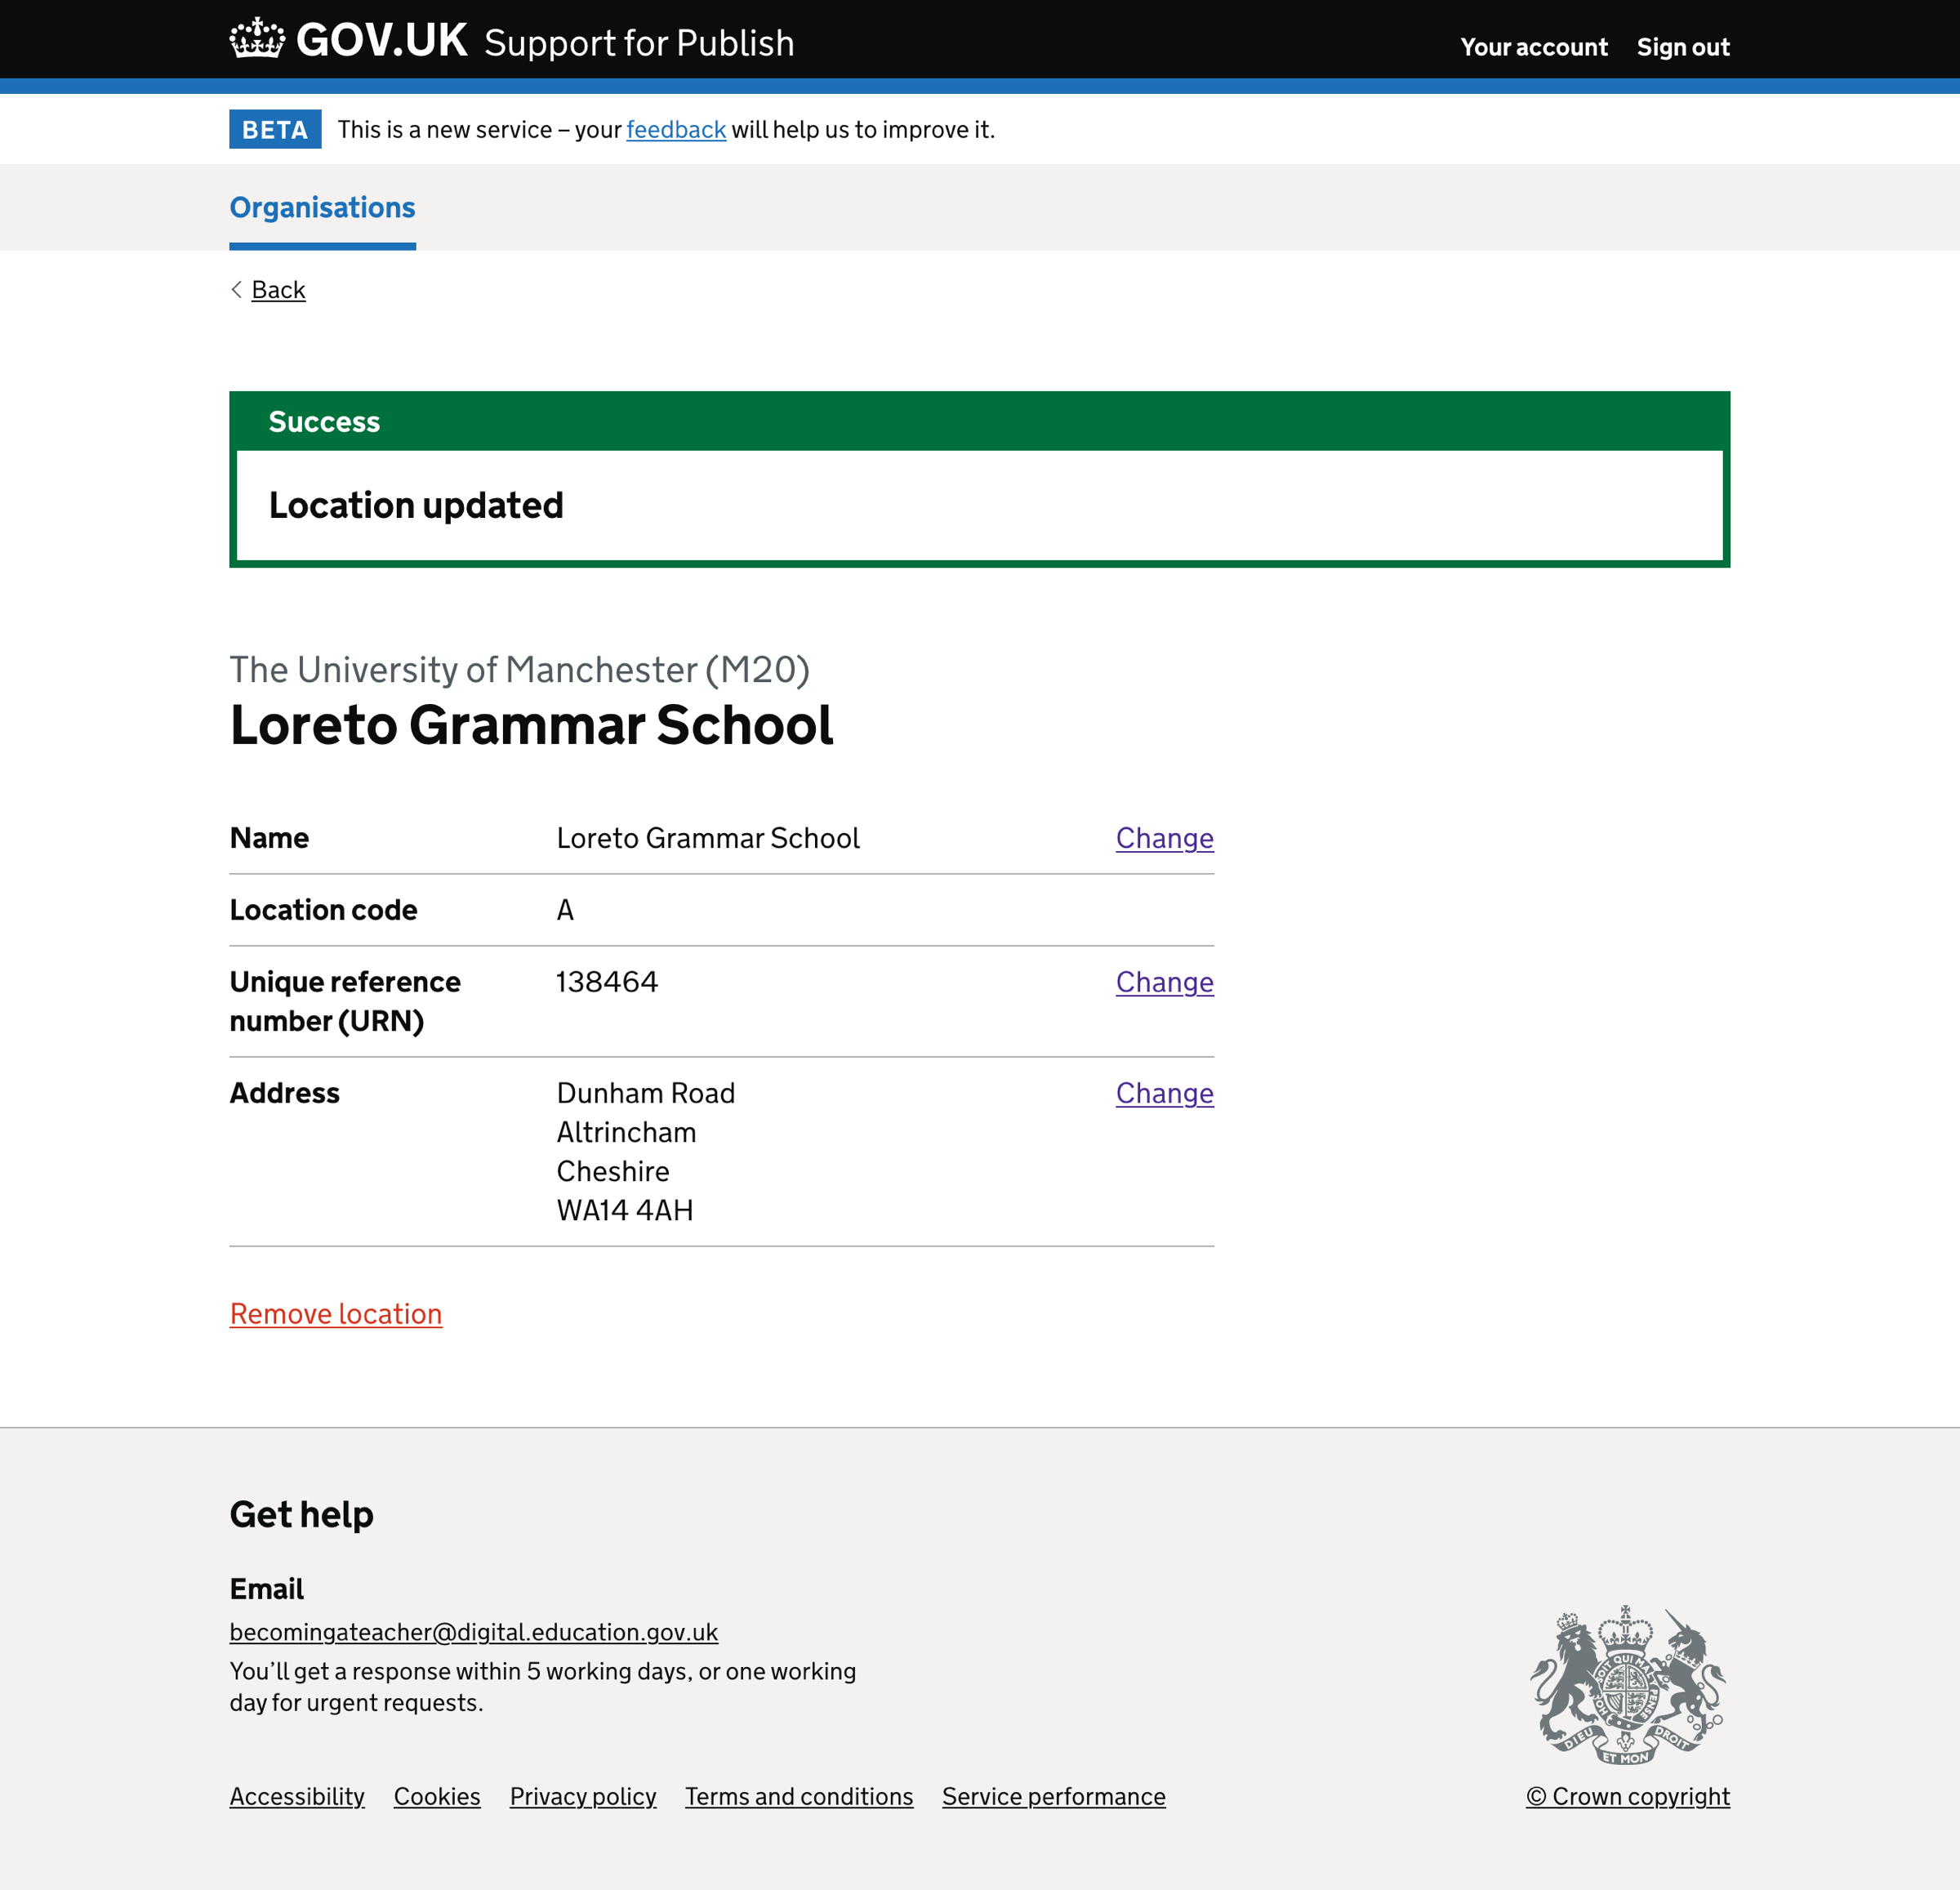 GOV.UK Support for Publish
Your account Sign out
BETA This is a new service – your feedback will help us to improve it.
Organisations
Back
Success
Location updated
The University of Manchester (M20)
Loreto Grammar School
Name Loreto Grammar School Change
Location code A
Unique reference number (URN) 138464 Change
Address Dunham Road Change
Altrincham
Cheshire
WA14 4AH
Remove location
Get help
Email
becomingateacher@digital.education.gov.uk
You’ll get a response within 5 working days, or one working
day for urgent requests.
DIEU ET MON DROIT
Accessibility Cookies Privacy policy Terms and conditions Service performance
© Crown copyright